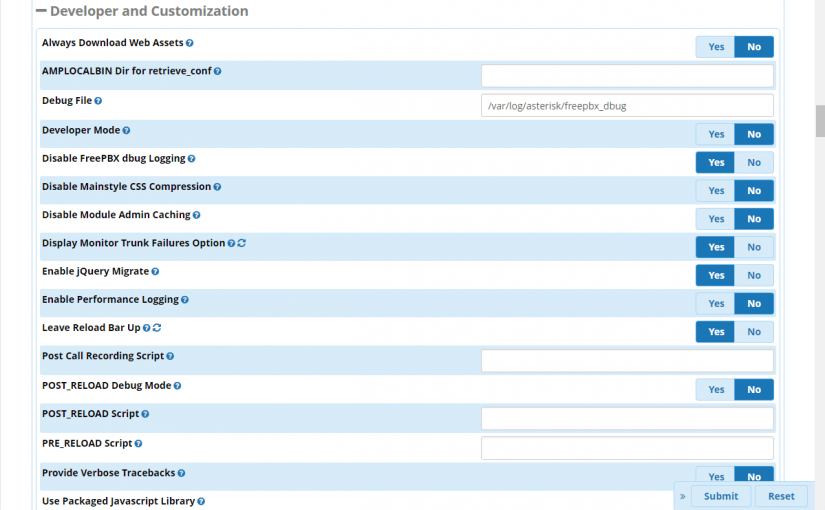 Developer and Customization
Always Download Web Assets Yes No
AMPLOCALBIN Dir for retrieve_conf
Debug File /var/log/asterisk/freepbx_dbug
Developer Mode Yes No
Disable FreePBX dbug Logging Yes No
Disable Mainstyle CSS Compression Yes No
Disable Module Admin Caching Yes No
Display Monitor Trunk Failures Option Yes No
Enable jQuery Migrate Yes No
Enable Performance Logging Yes No
Leave Reload Bar Up Yes No
Post Call Recording Script
POST_RELOAD Debug Mode Yes No
POST_RELOAD Script
PRE_RELOAD Script
Provide Verbose Tracebacks Yes No
» Submit Reset
Use Packaged Javascript Library